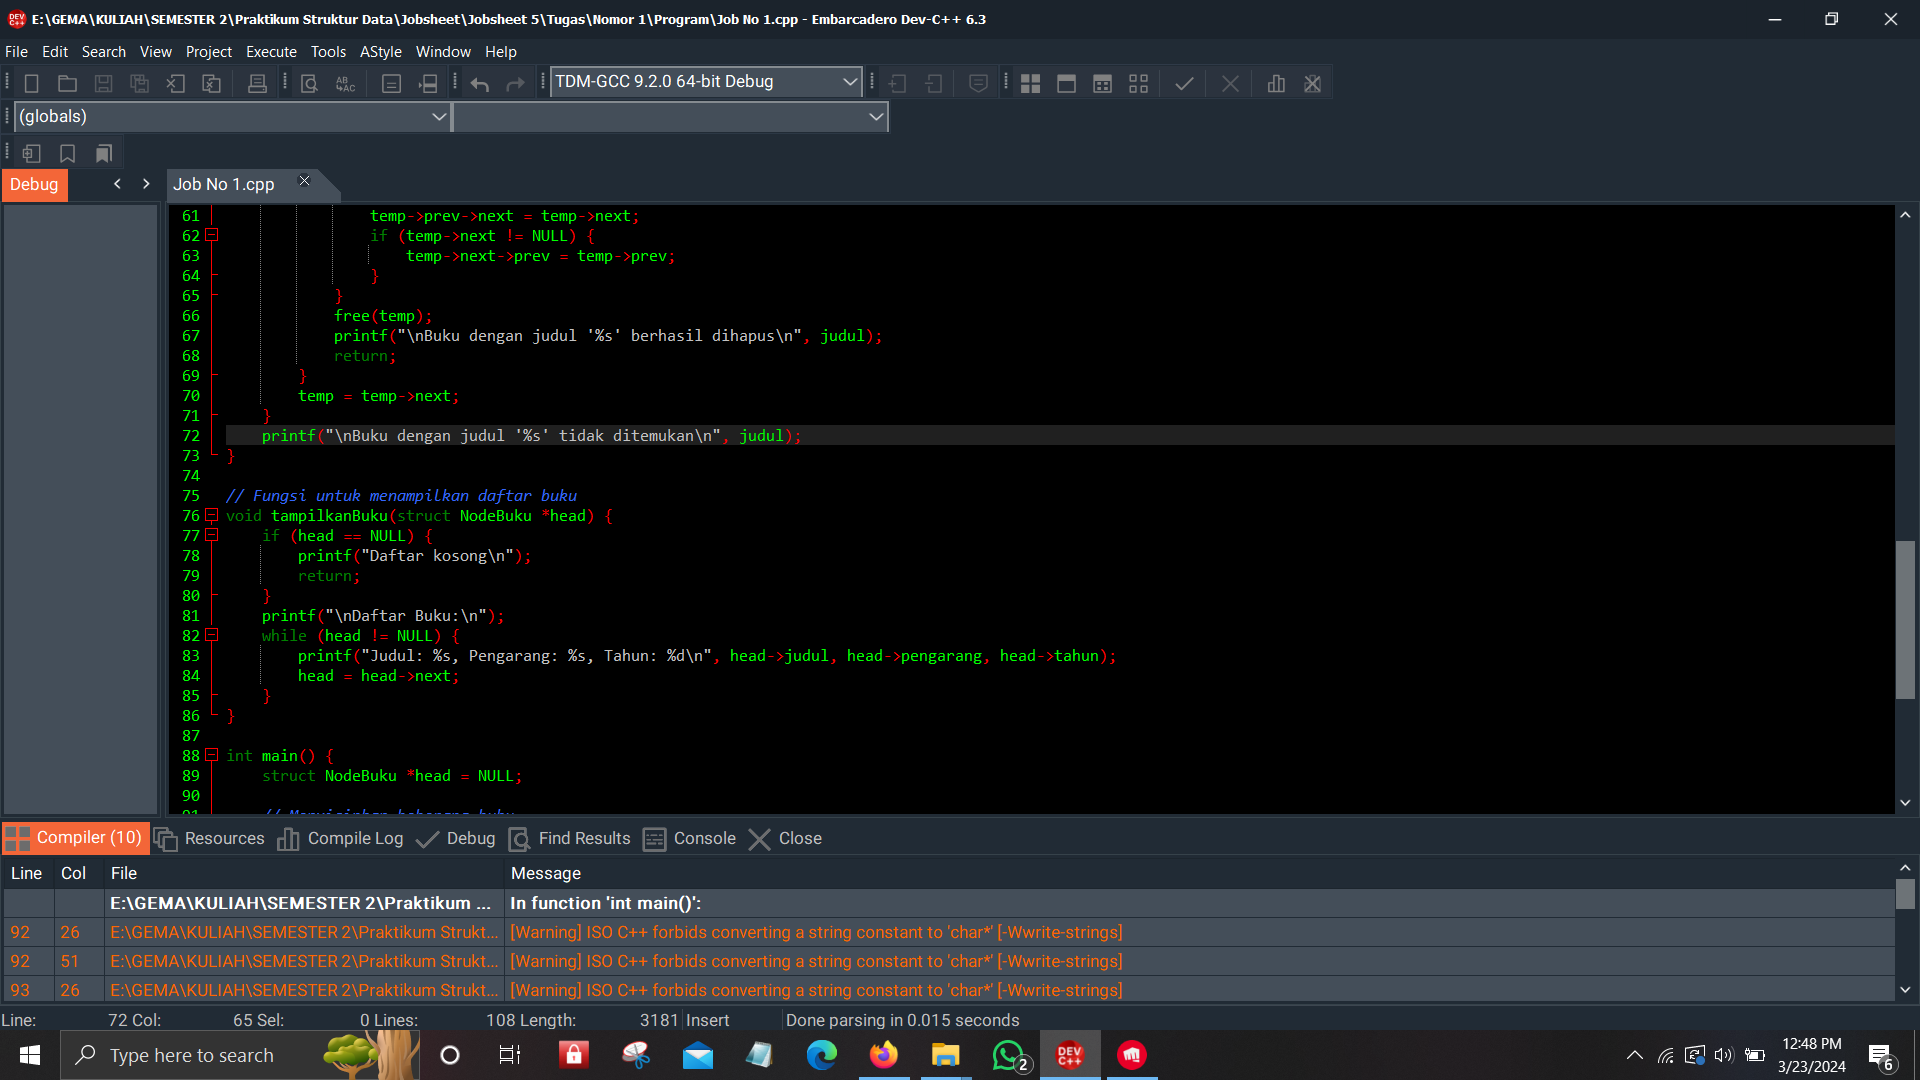 E:\GEMA\KULIAH\SEMESTER 2\Praktikum Struktur Data\Jobsheet\Jobsheet 5\Tugas\Nomor 1\Program\Job No 1.cpp - Embarcadero Dev-C++ 6.3
File Edit Search View Project Execute Tools AStyle Window Help
TDM-GCC 9.2.0 64-bit Debug
(globals)
Debug
Job No 1.cpp
61 temp->prev->next = temp->next;
62 if (temp->next != NULL) {
63 temp->next->prev = temp->prev;
64 }
65 }
66 free(temp);
67 printf("\nBuku dengan judul '%s' berhasil dihapus\n", judul);
68 return;
69 }
70 temp = temp->next;
71 }
72 printf("\nBuku dengan judul '%s' tidak ditemukan\n", judul);
73 }
74
75 // Fungsi untuk menampilkan daftar buku
76 void tampilkanBuku(struct NodeBuku *head) {
77 if (head == NULL) {
78 printf("Daftar kosong\n");
79 return;
80 }
81 printf("\nDaftar Buku:\n");
82 while (head != NULL) {
83 printf("Judul: %s, Pengarang: %s, Tahun: %d\n", head->judul, head->pengarang, head->tahun);
84 head = head->next;
85 }
86 }
87
88 int main() {
89 struct NodeBuku *head = NULL;
90
Compiler (10) Resources Compile Log Debug Find Results Console Close
Line Col File Message
E:\GEMA\KULIAH\SEMESTER 2\Praktikum ... In function 'int main()':
92 26 E:\GEMA\KULIAH\SEMESTER 2\Praktikum Strukt... [Warning] ISO C++ forbids converting a string constant to 'char*' [-Wwrite-strings]
92 51 E:\GEMA\KULIAH\SEMESTER 2\Praktikum Strukt... [Warning] ISO C++ forbids converting a string constant to 'char*' [-Wwrite-strings]
93 26 E:\GEMA\KULIAH\SEMESTER 2\Praktikum Strukt... [Warning] ISO C++ forbids converting a string constant to 'char*' [-Wwrite-strings]
Line: 72 Col: 65 Sel: 0 Lines: 108 Length: 3181 Insert Done parsing in 0.015 seconds
Type here to search
2
DEV C++
12:48 PM
3/23/2024
6